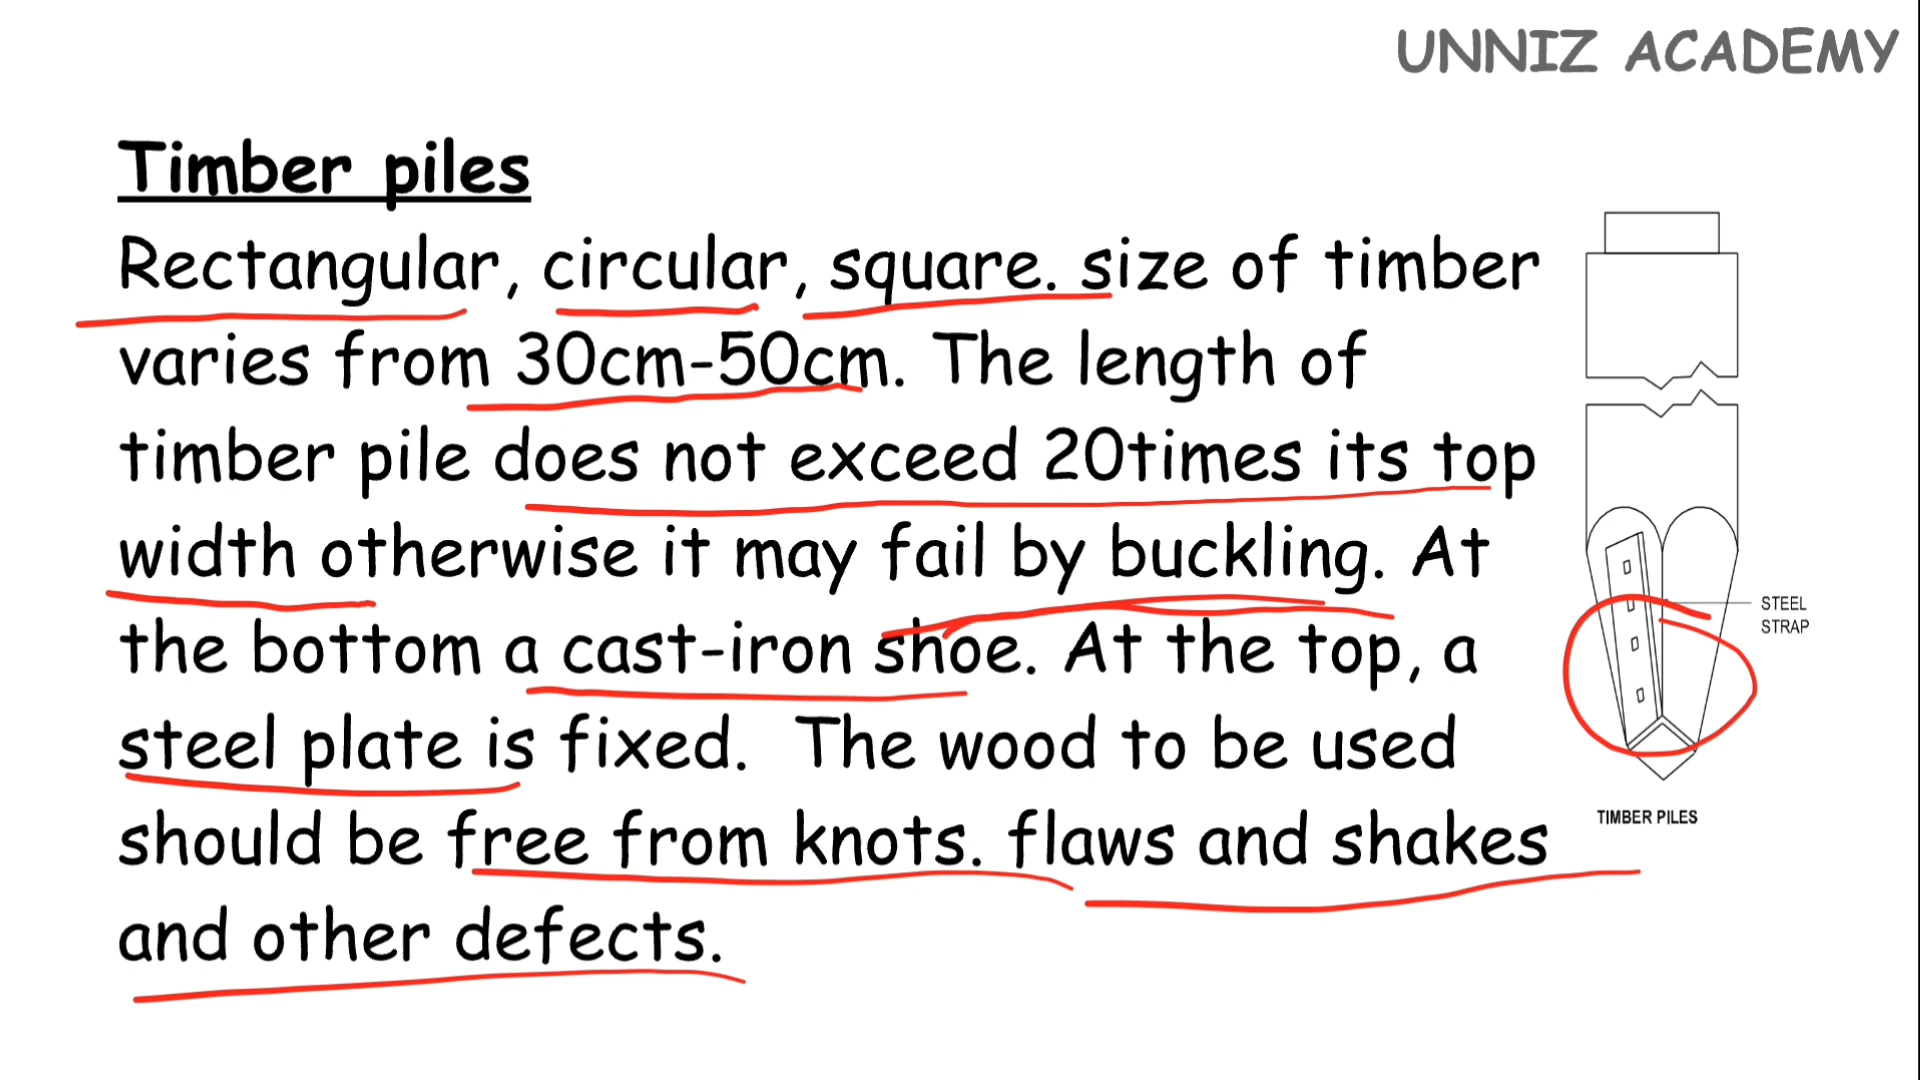 UNNIZ ACADEMY
Timber piles
Rectangular, circular, square. size of timber
varies from 30cm-50cm. The length of
timber pile does not exceed 20times its top
width otherwise it may fail by buckling. At
the bottom a cast-iron shoe. At the top, a
steel plate is fixed. The wood to be used
should be free from knots. flaws and shakes
and other defects.
STEEL
STRAP
TIMBER PILES